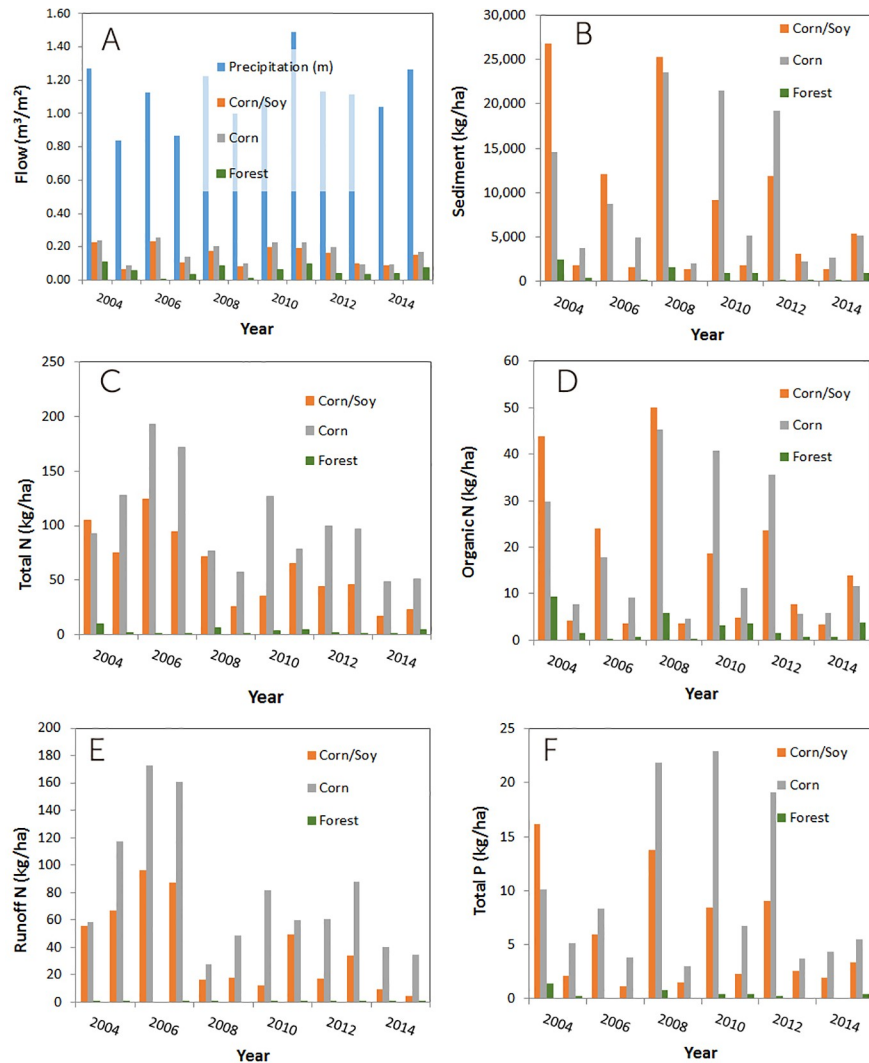 A
Flow (m³/m²)
1.60
1.40
1.20
1.00
0.80
0.60
0.40
0.20
0.00
Precipitation (m)
Corn/Soy
Corn
Forest
2004
2006
2008
2010
2012
2014
Year
B
Sediment (kg/ha)
30,000
25,000
20,000
15,000
10,000
5,000
0
Corn/Soy
Corn
Forest
2004
2006
2008
2010
2012
2014
Year
C
Total N (kg/ha)
250
200
150
100
50
0
Corn/Soy
Corn
Forest
2004
2006
2008
2010
2012
2014
Year
D
Organic N (kg/ha)
60
50
40
30
20
10
0
Corn/Soy
Corn
Forest
2004
2006
2008
2010
2012
2014
Year
E
Runoff N (kg/ha)
200
180
160
140
120
100
80
60
40
20
0
Corn/Soy
Corn
Forest
2004
2006
2008
2010
2012
2014
Year
F
Total P (kg/ha)
25
20
15
10
5
0
Corn/Soy
Corn
Forest
2004
2006
2008
2010
2012
2014
Year